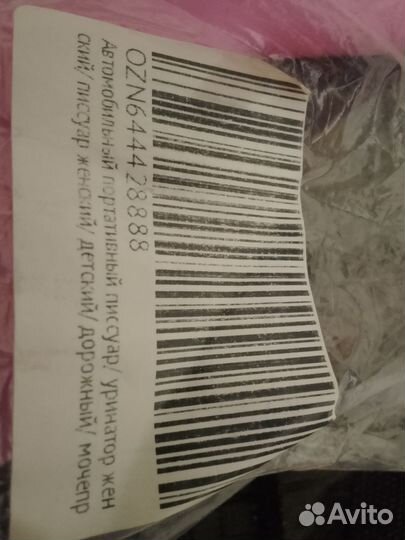 OZN644428888
Автомобильный портативный писсуар/ уринатор жен
ский/ писсуар женский/ детский/ дорожный/ мочепр
Avito